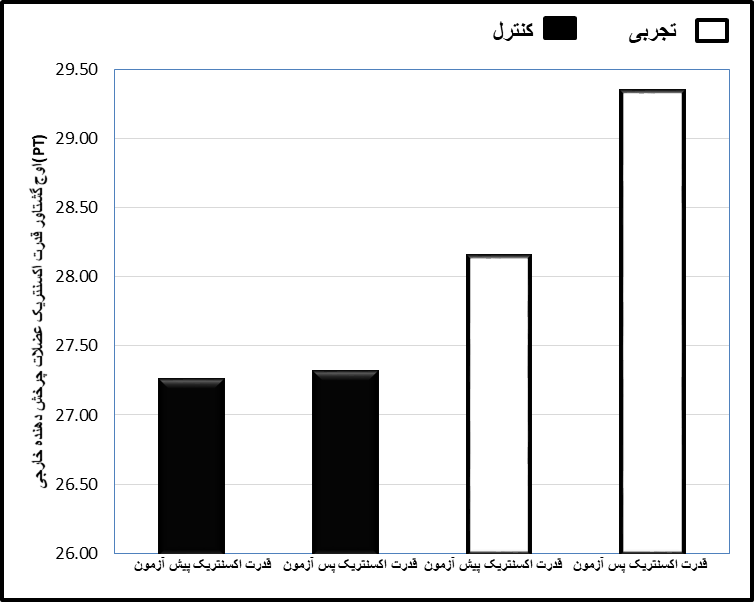 تجربی
کنترل
29.50
29.00
28.50
28.00
27.50
27.00
26.50
26.00
اوج گشتاور قدرت اکسنتریک عضلات چرخش دهنده خارجی (PT)
قدرت اکسنتریک پیش آزمون
قدرت اکسنتریک پس آزمون
قدرت اکسنتریک پیش آزمون
قدرت اکسنتریک پس آزمون